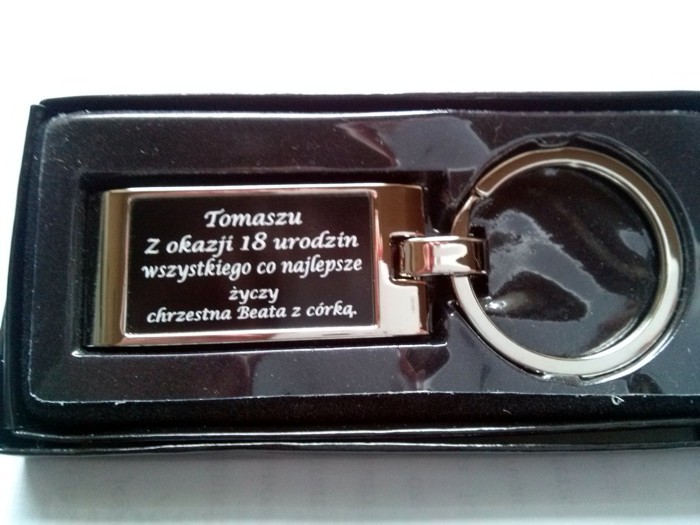 Tomaszu
Z okazji 18 urodzin
wszystkiego co najlepsze
życzy
chrzestna Beata z córką.